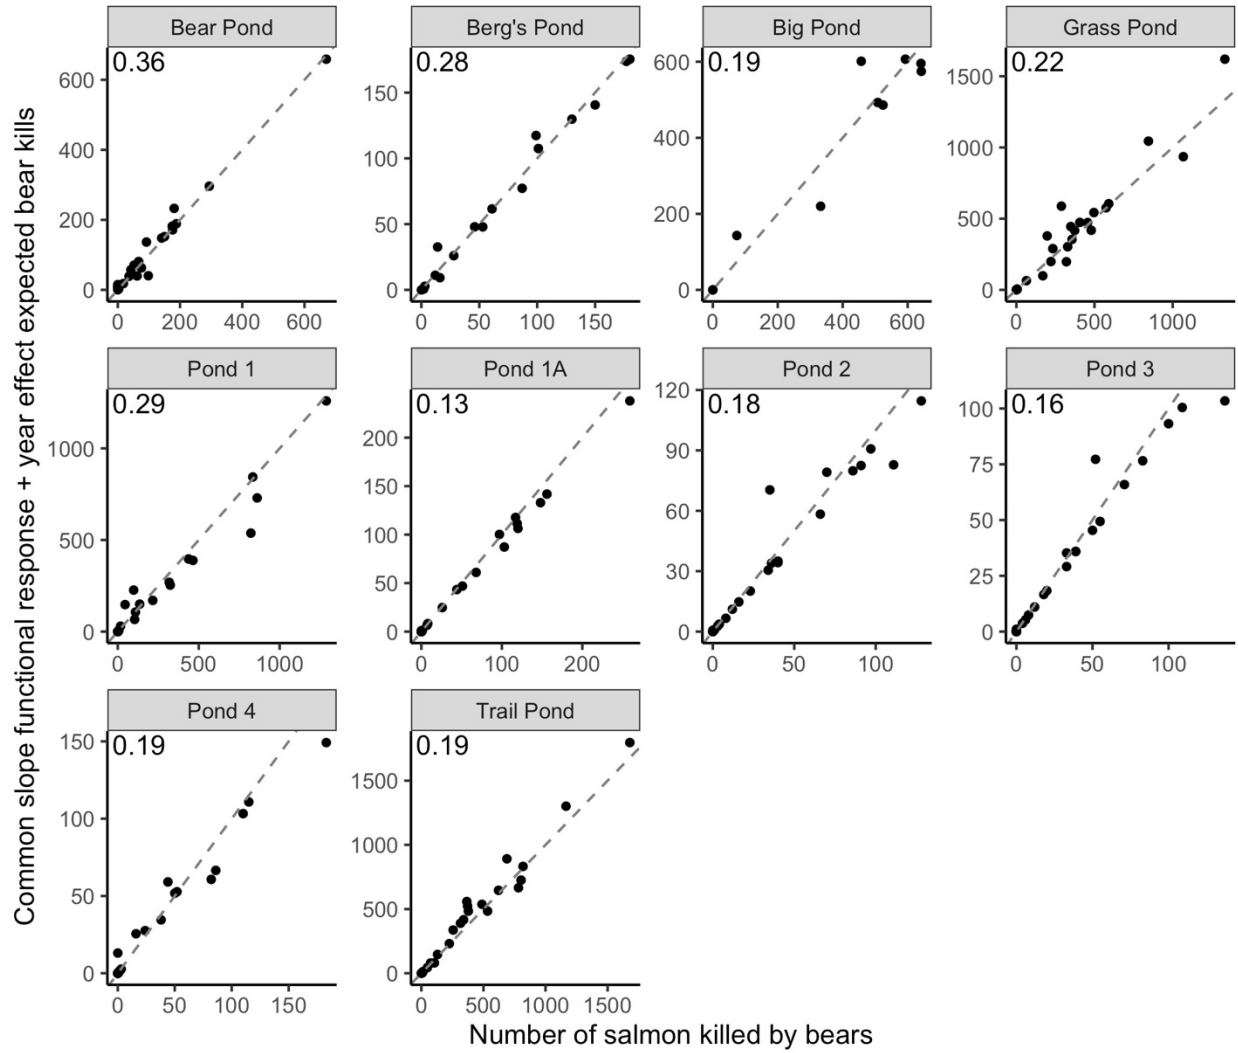 Common slope functional response + year effect expected bear kills
Bear Pond
0.36
600
400
200
0
0 200 400 600
Berg's Pond
0.28
150
100
50
0
0 50 100 150
Big Pond
0.19
600
400
200
0
0 200 400 600
Grass Pond
0.22
1500
1000
500
0
0 500 1000
Pond 1
0.29
1000
500
0
0 500 1000
Pond 1A
0.13
200
150
100
50
0
0 100 200
Pond 2
0.18
120
90
60
30
0
0 50 100
Pond 3
0.16
100
75
50
25
0
0 50 100
Pond 4
0.19
150
100
50
0
0 50 100 150
Trail Pond
0.19
1500
1000
500
0
0 500 1000 1500
Number of salmon killed by bears